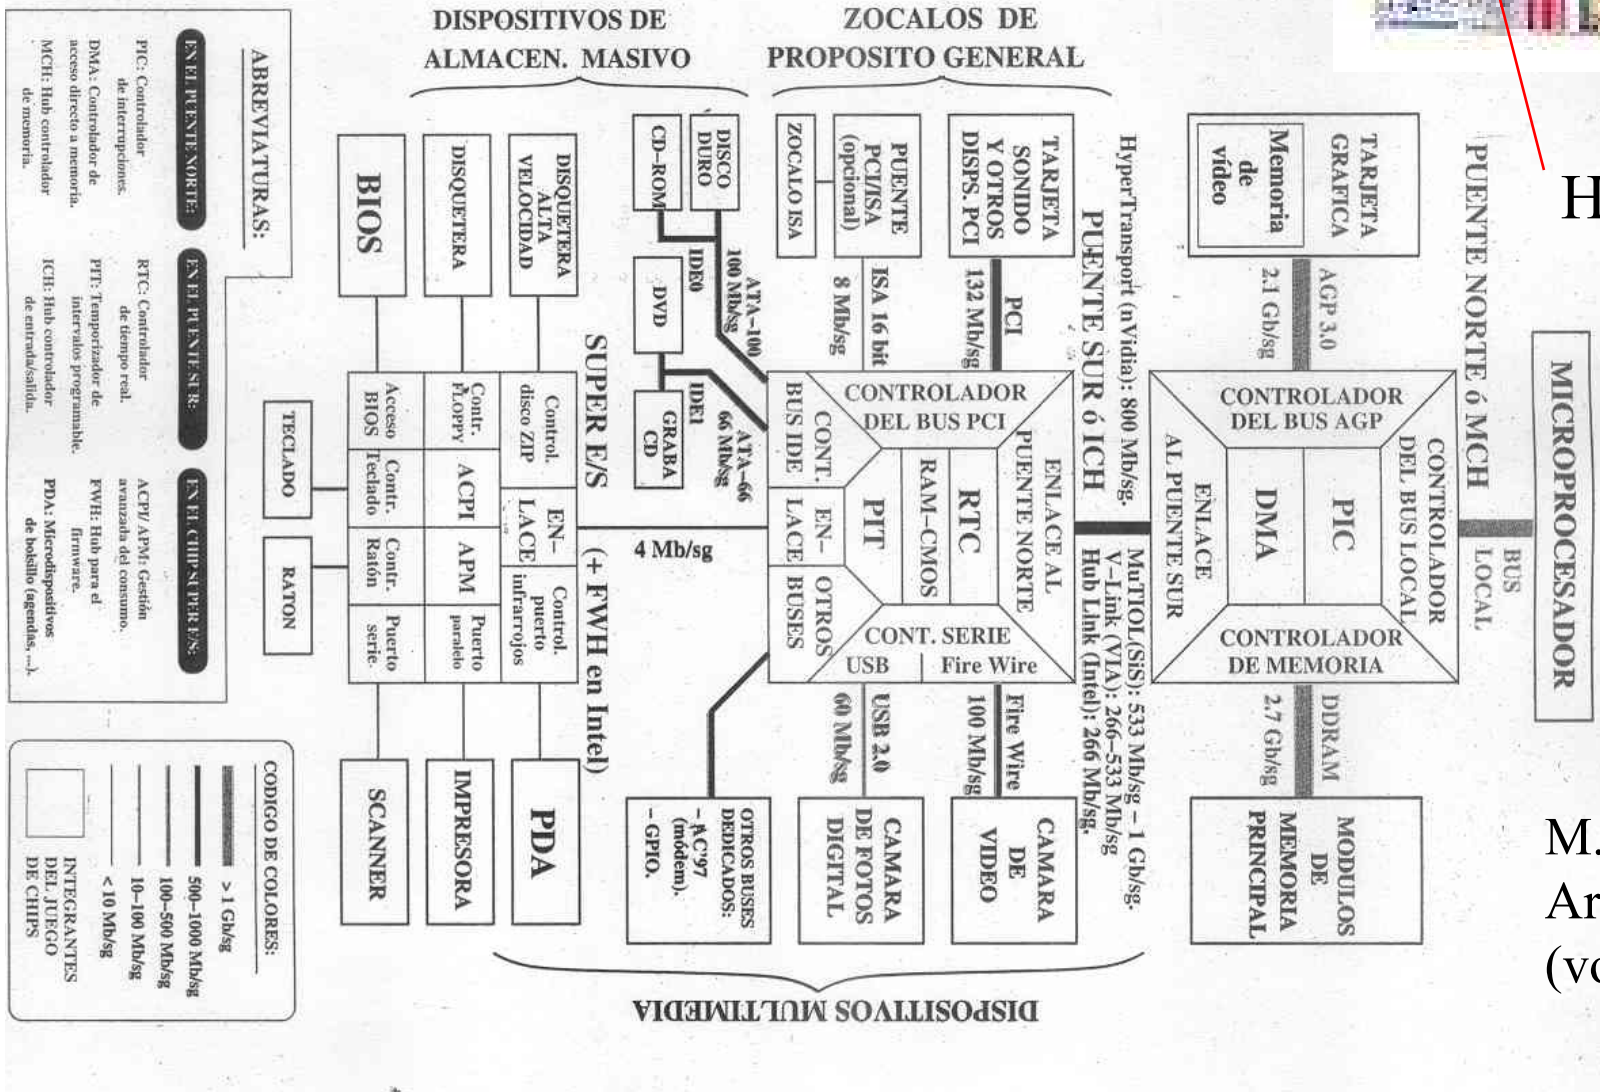 DISPOSITIVOS DE
ALMACEN. MASIVO
ZOCALOS DE
PROPOSITO GENERAL
MICROPROCESADOR
BUS
LOCAL
PUENTE NORTE ó MCH
CONTROLADOR
DEL BUS LOCAL
CONTROLADOR
DEL BUS AGP
PIC
DMA
CONTROLADOR
DE MEMORIA
ENLACE
AL PUENTE SUR
TARJETA
GRAFICA
Memoria
de
vídeo
AGP 3.0
2.1 Gb/sg
DDRAM
2.7 Gb/sg
MODULOS
DE
MEMORIA
PRINCIPAL
HyperTransport (nVidia): 800 Mb/sg.
MuTIOL(SiS): 533 Mb/sg – 1 Gb/sg.
V–Link (VIA): 266–533 Mb/sg
Hub Link (Intel): 266 Mb/sg.
PUENTE SUR ó ICH
ENLACE AL
PUENTE NORTE
CONTROLADOR
DEL BUS PCI
RTC
RAM–CMOS
PIT
CONT. SERIE
USB
Fire Wire
CONT.
BUS IDE
EN–
LACE
OTROS
BUSES
TARJETA
SONIDO
Y OTROS
DISPS. PCI
PCI
132 Mb/sg
PUENTE
PCI/ISA
(opcional)
ZOCALO ISA
ISA 16 bit
8 Mb/sg
Fire Wire
100 Mb/sg
CAMARA
DE
VIDEO
USB 2.0
60 Mb/sg
CAMARA
DE FOTOS
DIGITAL
DISCO
DURO
CD–ROM
ATA–100
100 Mb/sg
IDE0
DVD
GRABA
CD
ATA–66
66 Mb/sg
IDE1
4 Mb/sg
OTROS BUSES
DEDICADOS:
– AC'97
(módem).
– GPIO.
SUPER E/S
(+ FWH en Intel)
DISQUETERA
ALTA
VELOCIDAD
DISQUETERA
BIOS
Control.
disco ZIP
EN–
LACE
Control.
puerto
infrarrojos
Contr.
FLOPPY
ACPI
APM
Puerto
paralelo
Acceso
BIOS
Contr.
Teclado
Contr.
Ratón
Puerto
serie.
TECLADO
RATON
PDA
IMPRESORA
SCANNER
DISPOSITIVOS MULTIMEDIA
ABREVIATURAS:
EN EL PUENTE NORTE:
PIC: Controlador
de interrupciones.
DMA: Controlador de
acceso directo a memoria.
MCH: Hub controlador
de memoria.
EN EL PUENTE SUR:
RTC: Controlador
de tiempo real.
PIT: Temporizador de
intervalos programable.
ICH: Hub controlador
de entrada/salida.
EN EL CHIP SUPER E/S:
ACPI/ APM: Gestión
avanzada del consumo.
FWH: Hub para el
firmware.
PDA: Microdispositivos
de bolsillo (agendas, ...).
CODIGO DE COLORES:
> 1 Gb/sg
500–1000 Mb/sg
100–500 Mb/sg
10–100 Mb/sg
< 10 Mb/sg
INTEGRANTES
DEL JUEGO
DE CHIPS
H
M.
Ar
(vo